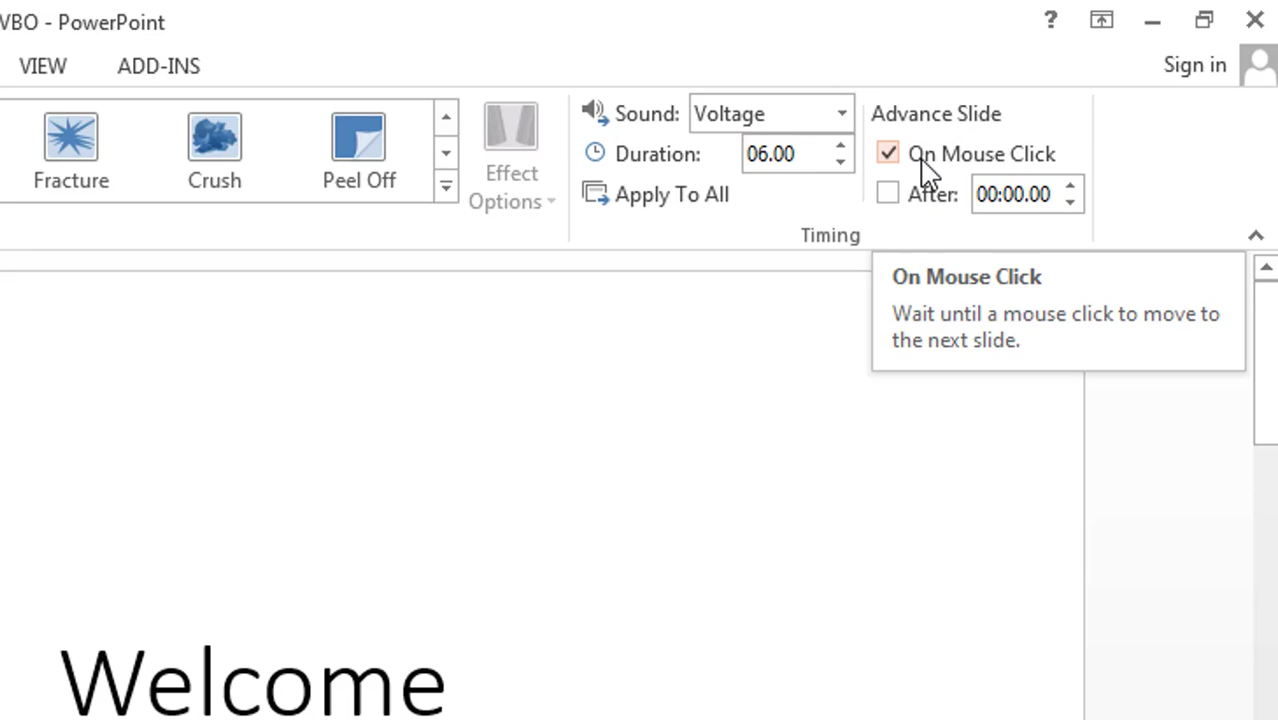 VBO - PowerPoint
?
VIEW ADD-INS Sign in
Fracture Crush Peel Off
Effect
Options
Sound: Voltage
Duration: 06.00
Apply To All
Advance Slide
On Mouse Click
After: 00:00.00
Timing
On Mouse Click
Wait until a mouse click to move to
the next slide.
Welcome